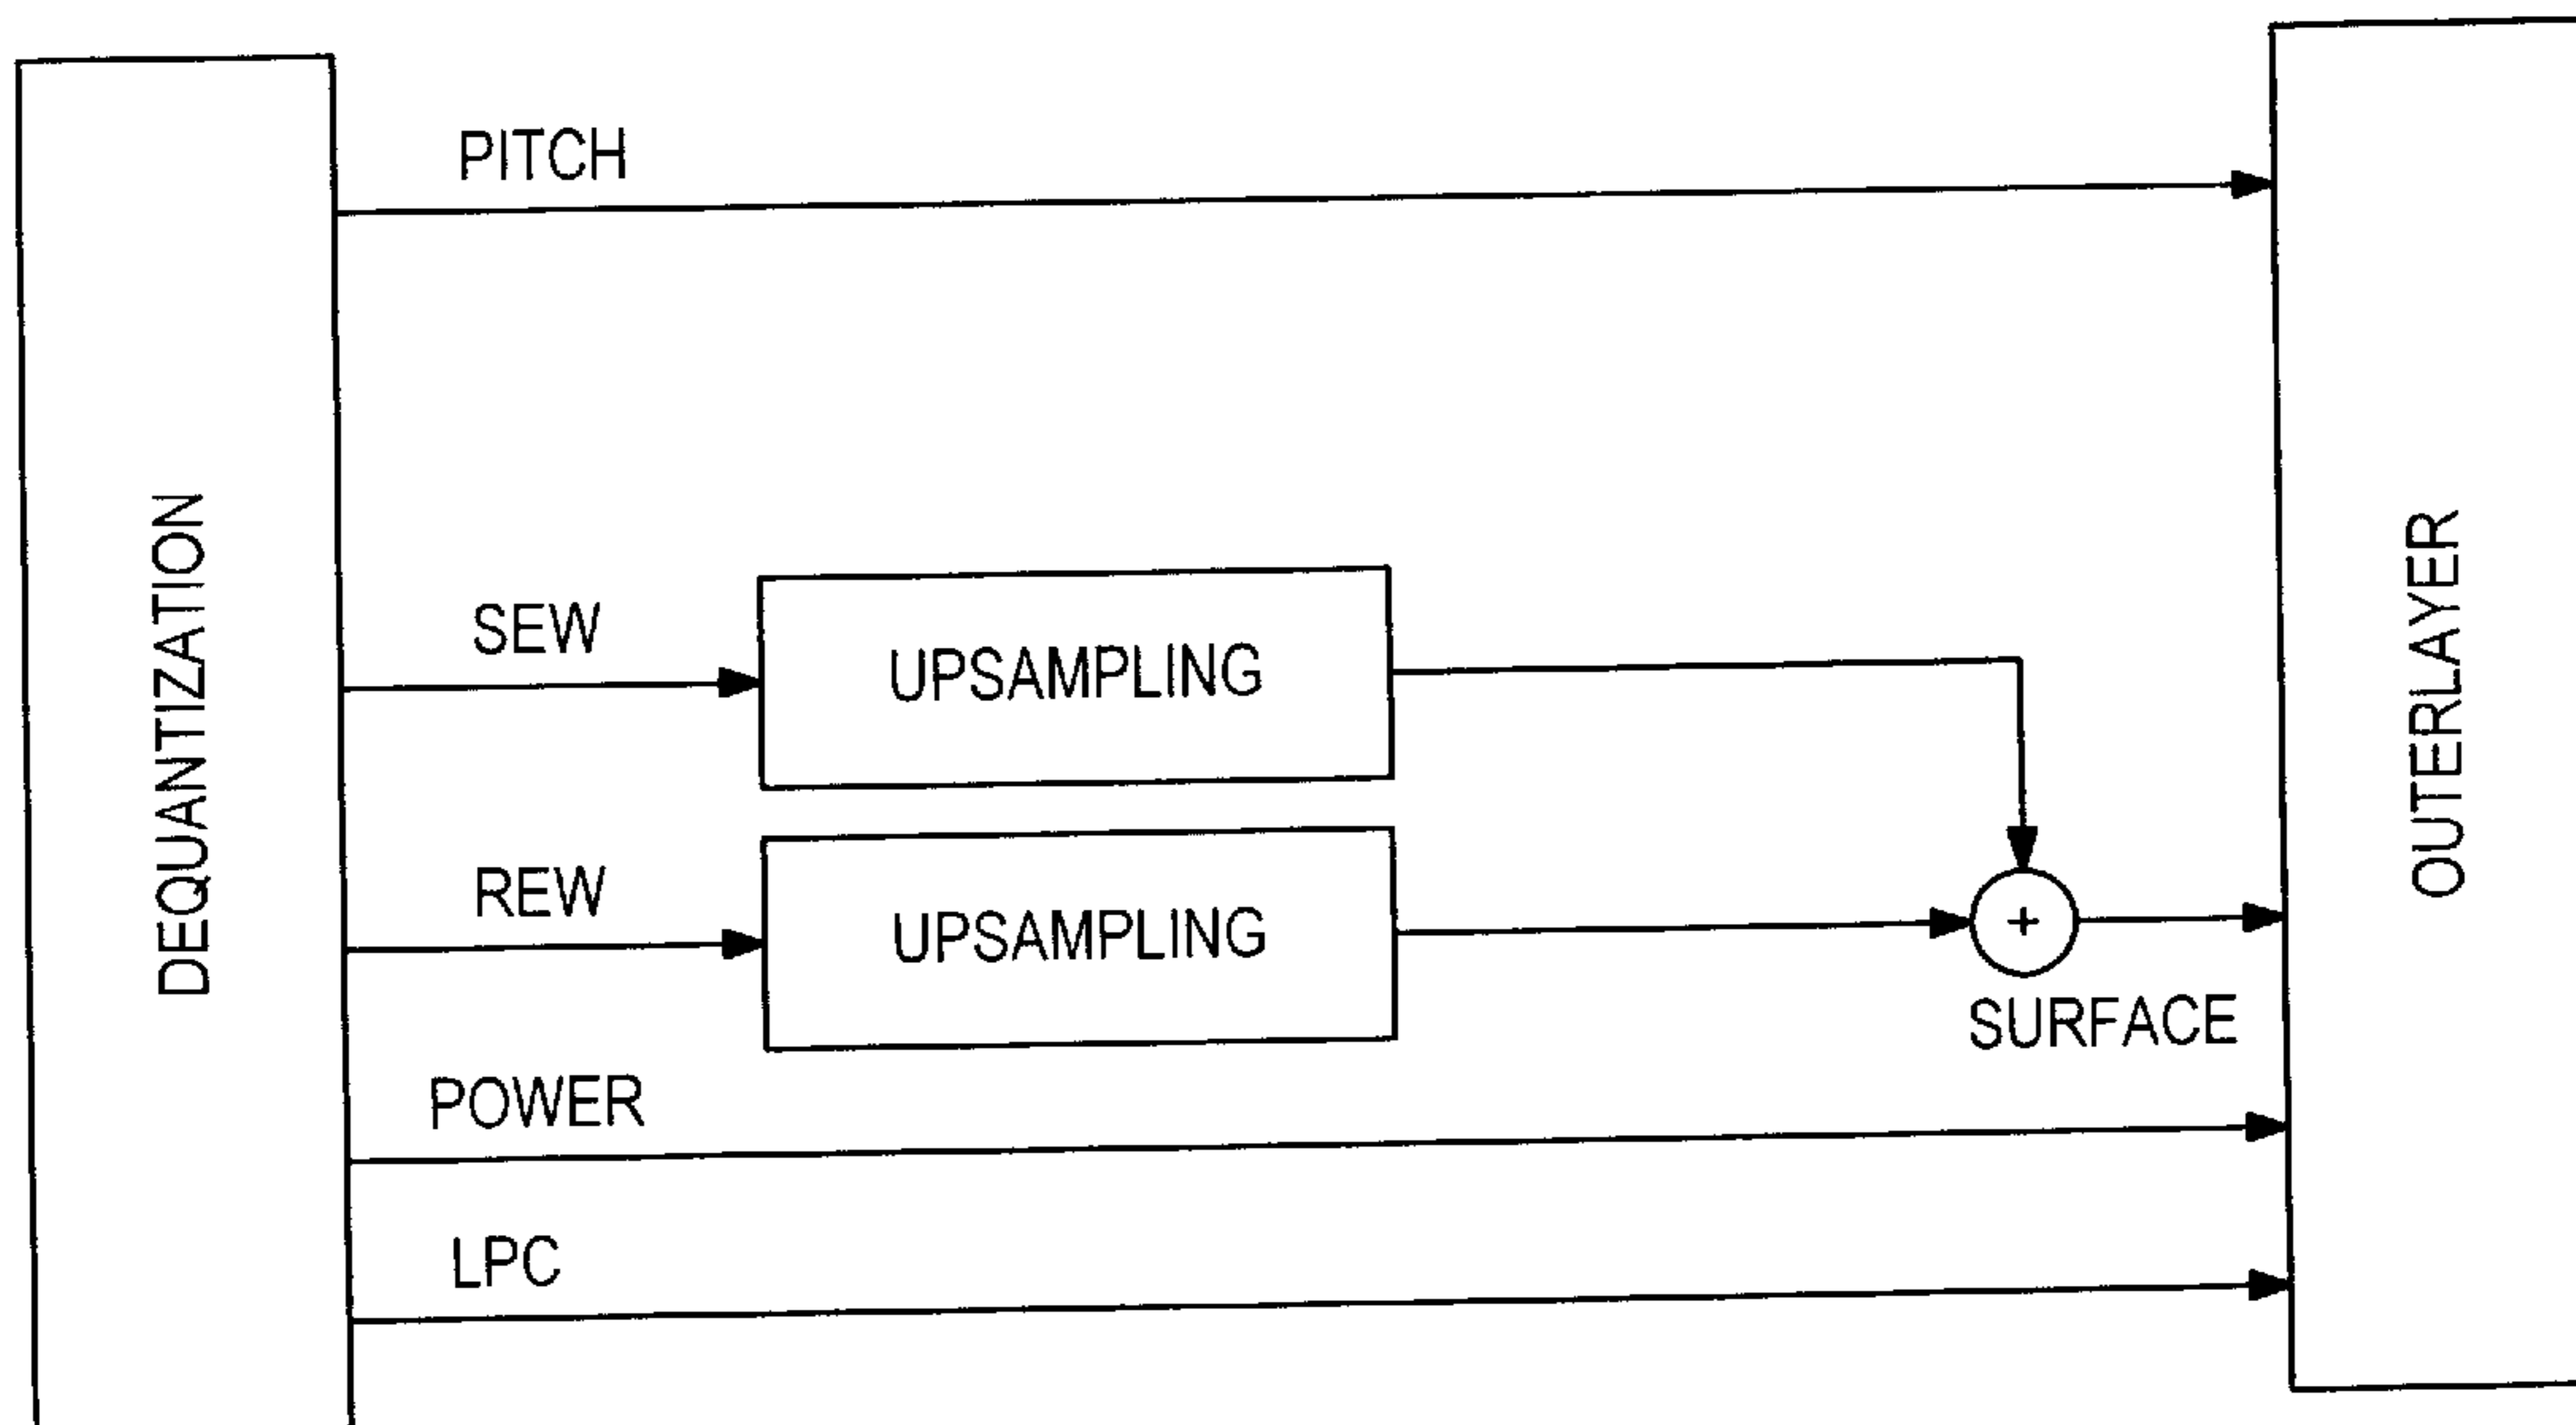 PITCH
DEQUANTIZATION
SEW
UPSAMPLING
REW
UPSAMPLING
+
SURFACE
POWER
LPC
OUTERLAYER